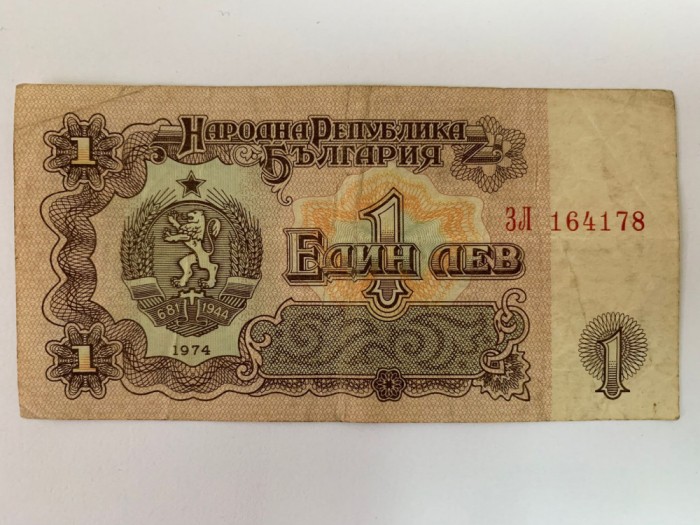 1
НАРОДНА РЕПУБЛИКА
БЪЛГАРИЯ
1
ЕДИН ЛЕВ
ЗЛ 164178
681 1944
1974
1
1